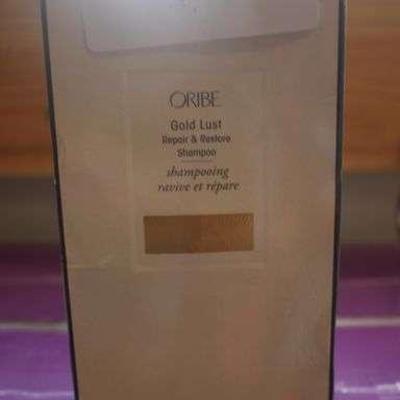 ORIBE
Gold Lust
Repair & Restore
Shampoo
shampooing
ravive et répare